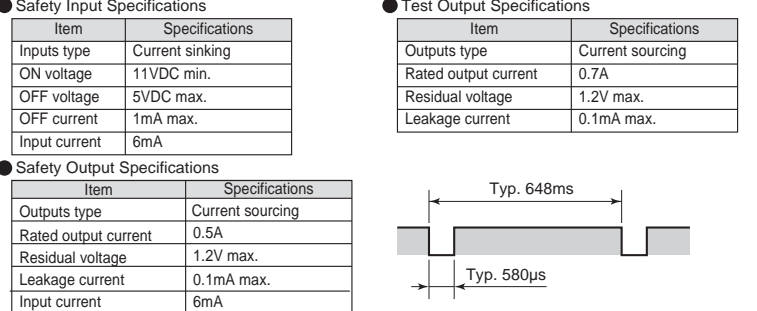 ● Safety Input Specifications
Item Specifications
Inputs type Current sinking
ON voltage 11VDC min.
OFF voltage 5VDC max.
OFF current 1mA max.
Input current 6mA
● Test Output Specifications
Item Specifications
Outputs type Current sourcing
Rated output current 0.7A
Residual voltage 1.2V max.
Leakage current 0.1mA max.
● Safety Output Specifications
Item Specifications
Outputs type Current sourcing
Rated output current 0.5A
Residual voltage 1.2V max.
Leakage current 0.1mA max.
Input current 6mA
Typ. 648ms
Typ. 580µs